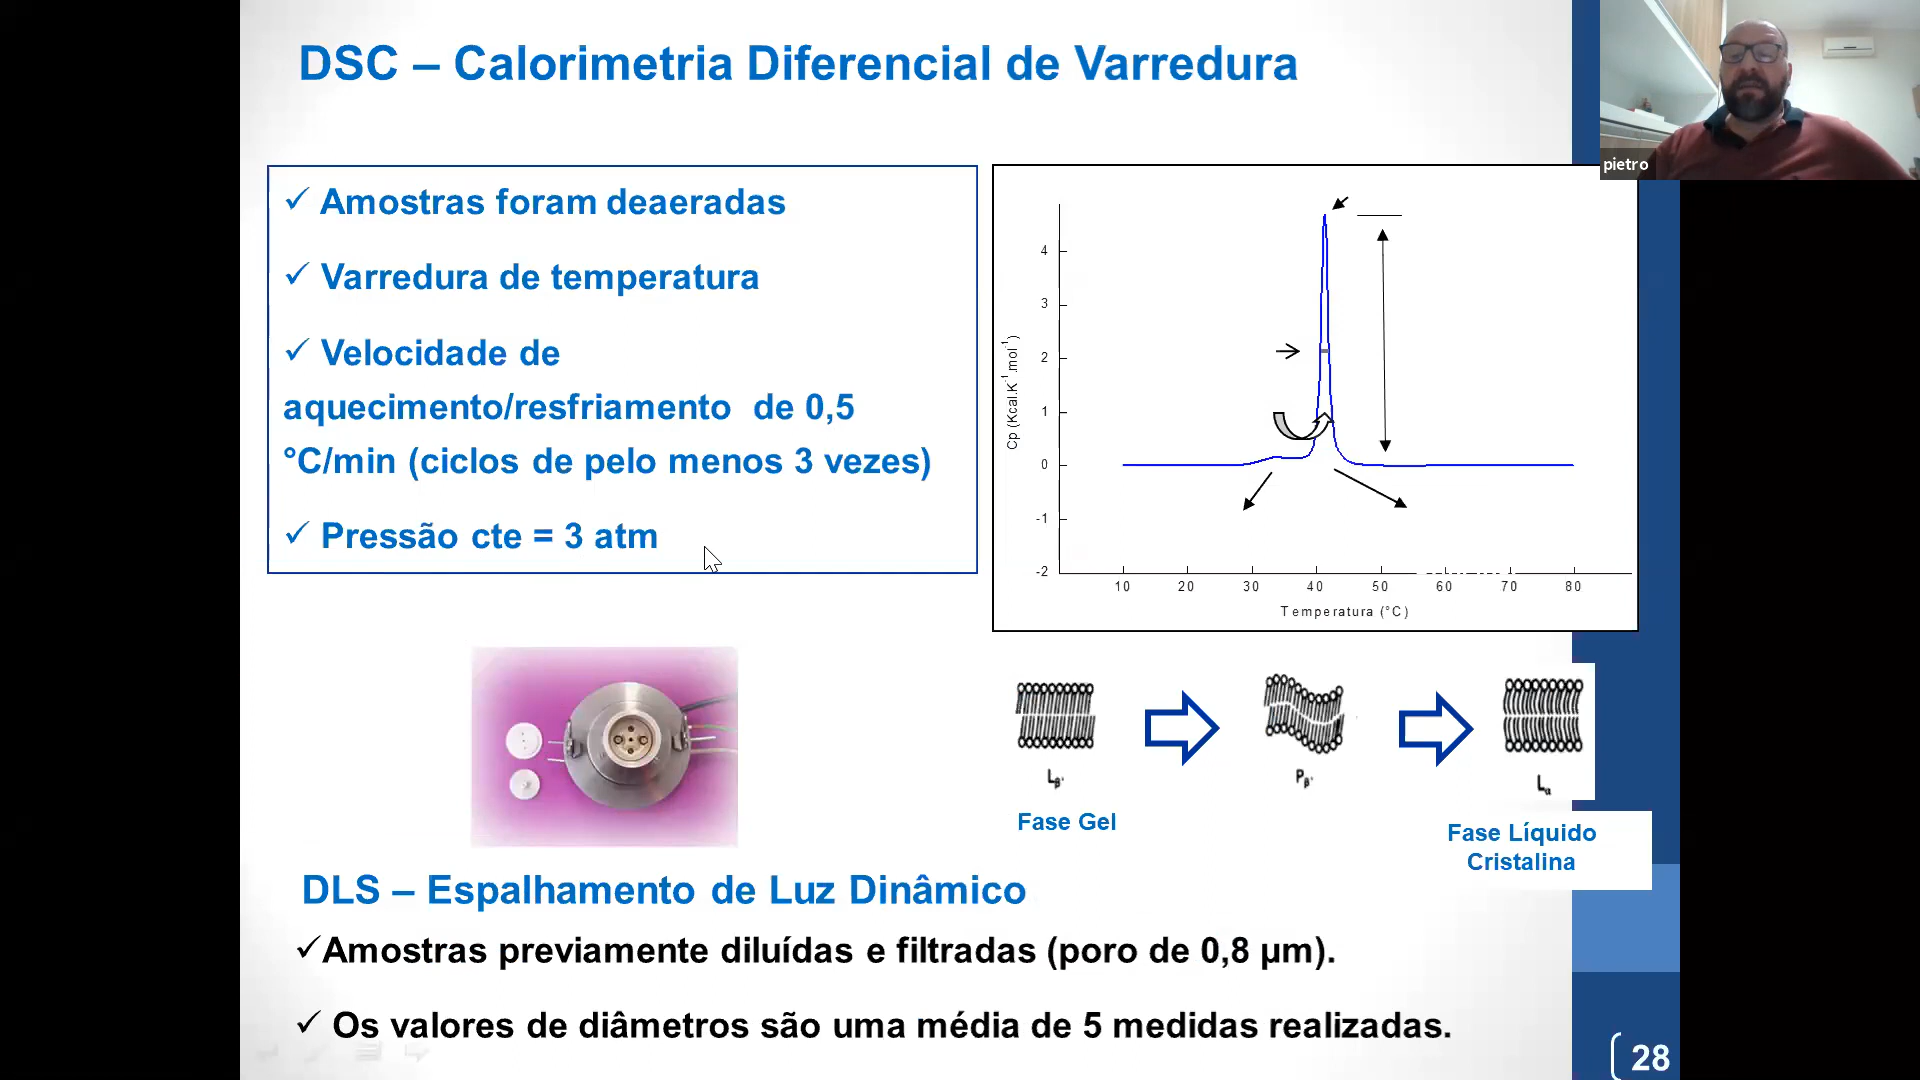 DSC – Calorimetria Diferencial de Varredura
pietro
✓ Amostras foram deaeradas
✓ Varredura de temperatura
✓ Velocidade de
aquecimento/resfriamento de 0,5
°C/min (ciclos de pelo menos 3 vezes)
✓ Pressão cte = 3 atm
Cp (Kcal.K⁻¹.mol⁻¹)
4
3
2
1
0
-1
-2
10 20 30 40 50 60 70 80
Temperatura (°C)
Lβ' Pβ' Lα
Fase Gel
Fase Líquido
Cristalina
DLS – Espalhamento de Luz Dinâmico
✓Amostras previamente diluídas e filtradas (poro de 0,8 µm).
✓ Os valores de diâmetros são uma média de 5 medidas realizadas.
28